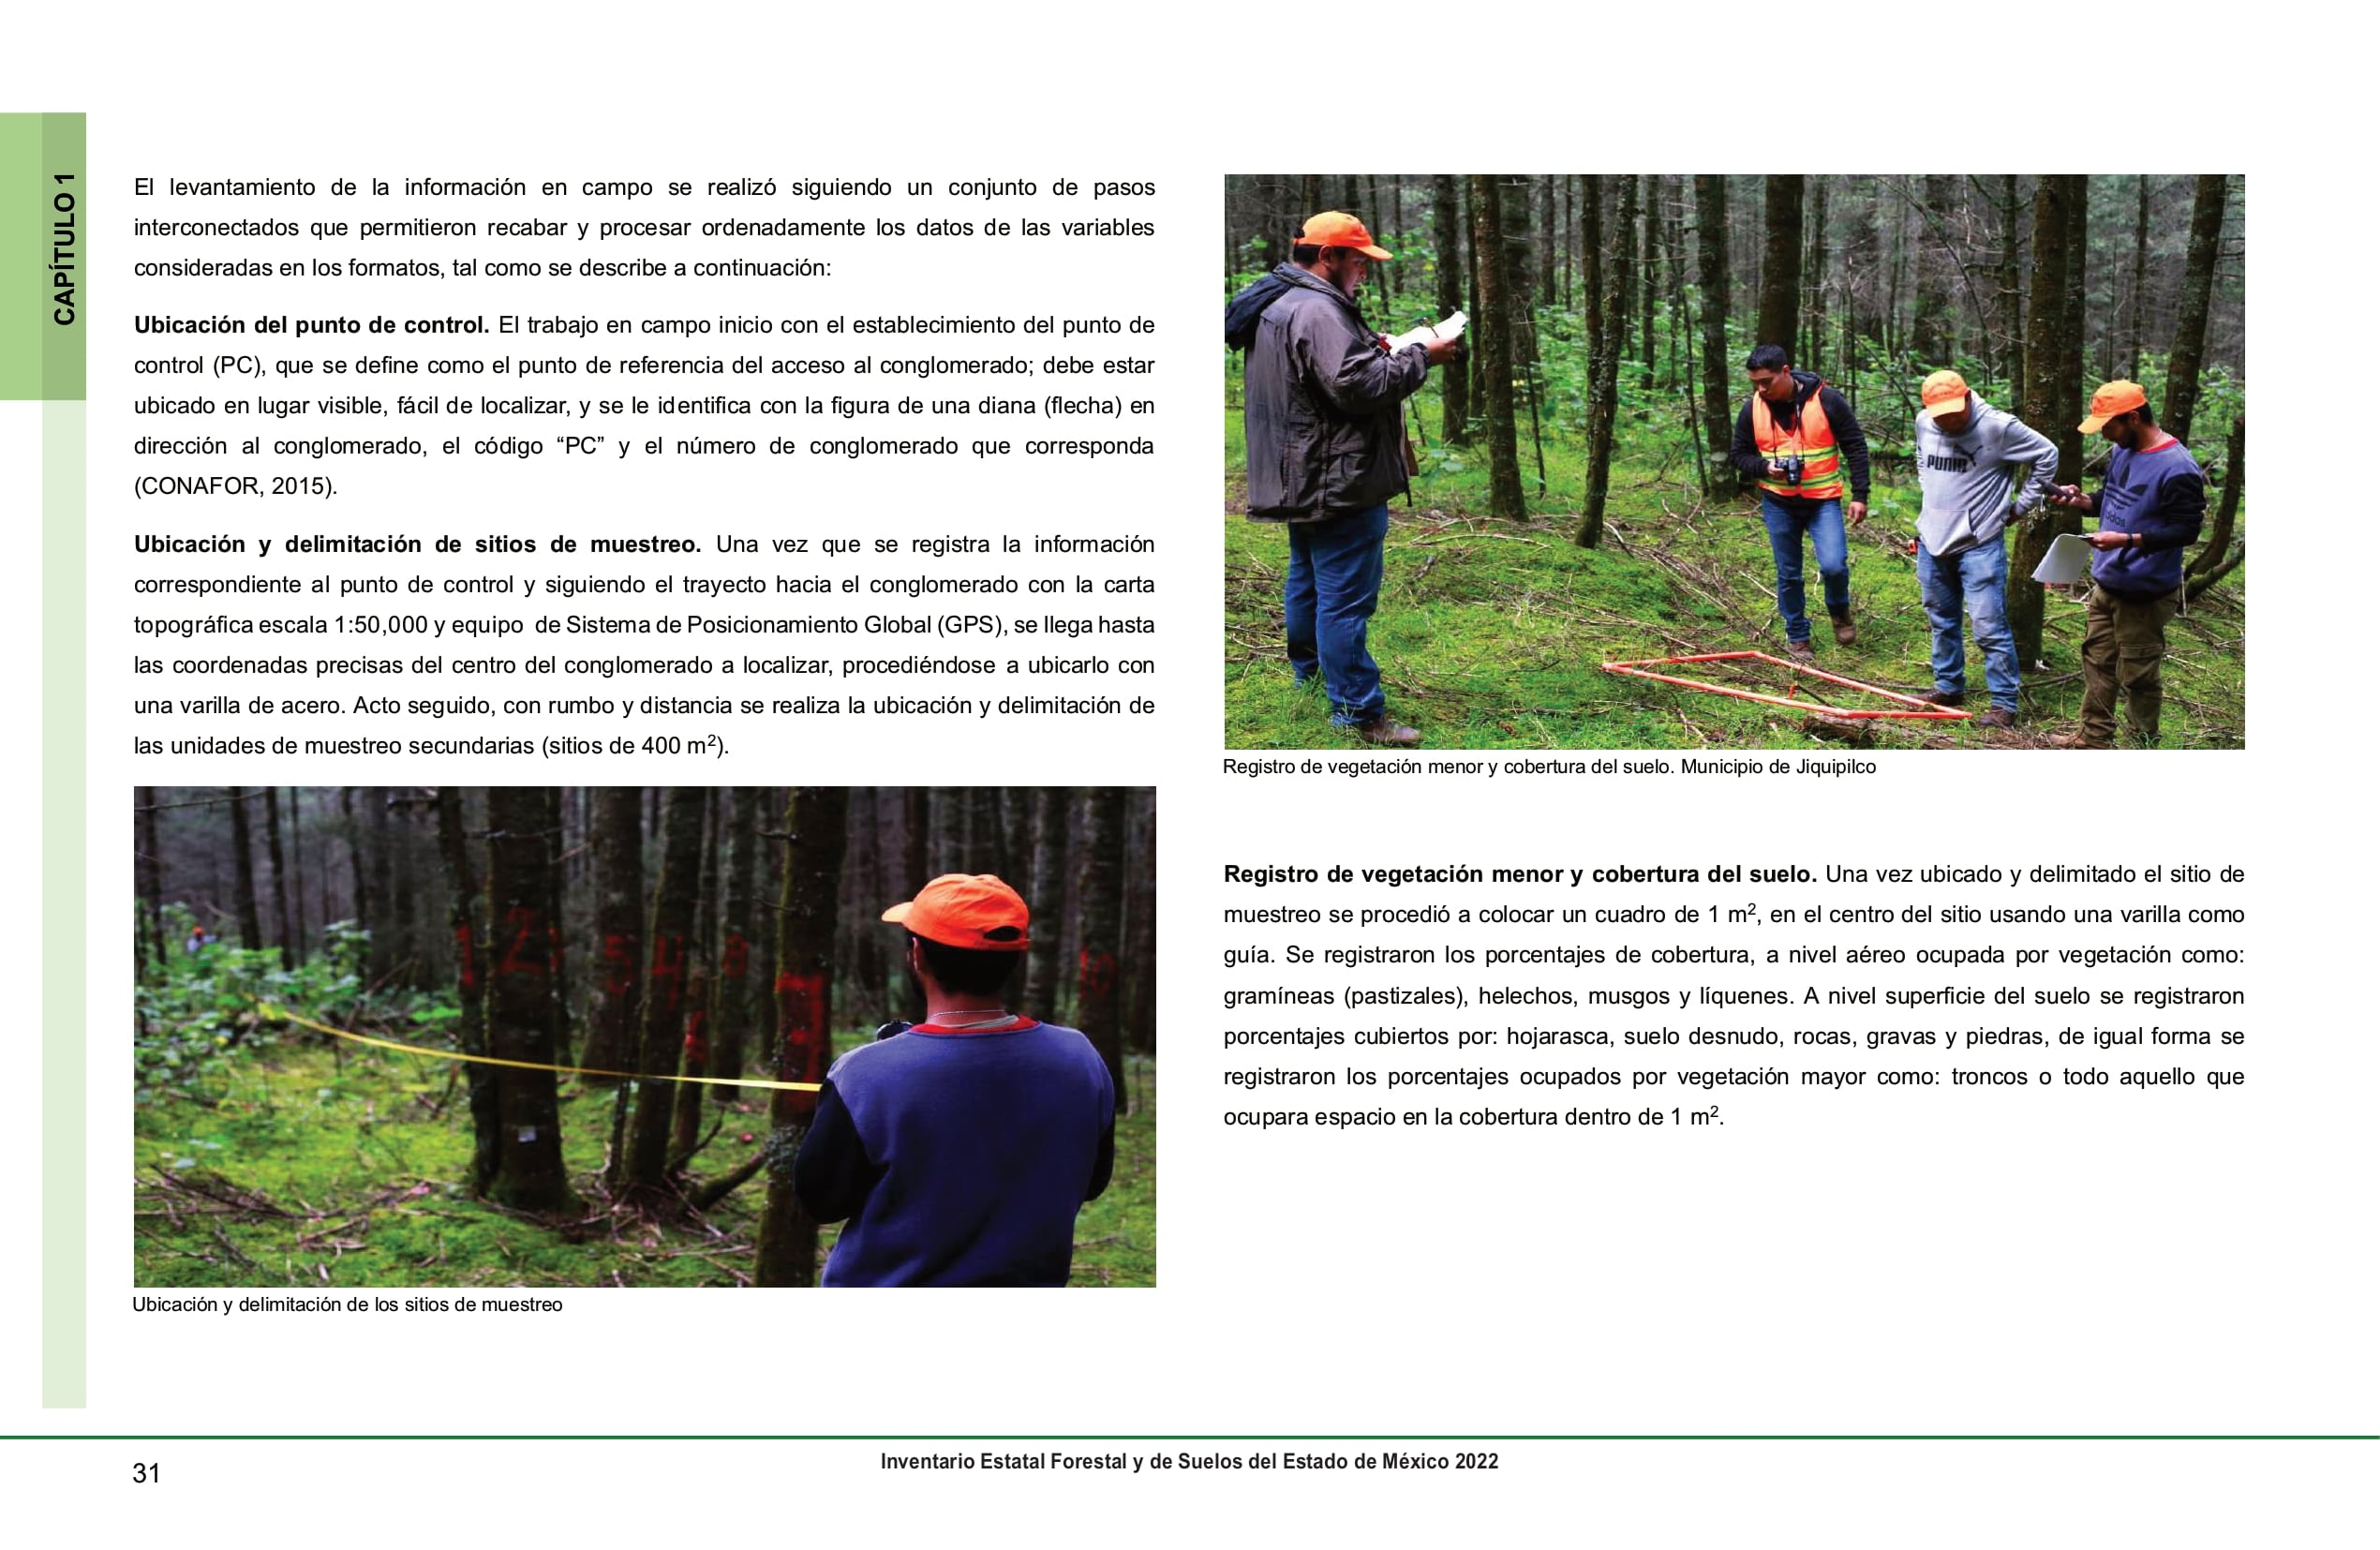 CAPÍTULO 1
El levantamiento de la información en campo se realizó siguiendo un conjunto de pasos
interconectados que permitieron recabar y procesar ordenadamente los datos de las variables
consideradas en los formatos, tal como se describe a continuación:
Ubicación del punto de control. El trabajo en campo inicio con el establecimiento del punto de
control (PC), que se define como el punto de referencia del acceso al conglomerado; debe estar
ubicado en lugar visible, fácil de localizar, y se le identifica con la figura de una diana (flecha) en
dirección al conglomerado, el código “PC” y el número de conglomerado que corresponda
(CONAFOR, 2015).
Ubicación y delimitación de sitios de muestreo. Una vez que se registra la información
correspondiente al punto de control y siguiendo el trayecto hacia el conglomerado con la carta
topográfica escala 1:50,000 y equipo de Sistema de Posicionamiento Global (GPS), se llega hasta
las coordenadas precisas del centro del conglomerado a localizar, procediéndose a ubicarlo con
una varilla de acero. Acto seguido, con rumbo y distancia se realiza la ubicación y delimitación de
las unidades de muestreo secundarias (sitios de 400 m²).
1 2 5 4 8 7 10
Ubicación y delimitación de los sitios de muestreo
PUMA
adidas
Registro de vegetación menor y cobertura del suelo. Municipio de Jiquipilco
Registro de vegetación menor y cobertura del suelo. Una vez ubicado y delimitado el sitio de
muestreo se procedió a colocar un cuadro de 1 m², en el centro del sitio usando una varilla como
guía. Se registraron los porcentajes de cobertura, a nivel aéreo ocupada por vegetación como:
gramíneas (pastizales), helechos, musgos y líquenes. A nivel superficie del suelo se registraron
porcentajes cubiertos por: hojarasca, suelo desnudo, rocas, gravas y piedras, de igual forma se
registraron los porcentajes ocupados por vegetación mayor como: troncos o todo aquello que
ocupara espacio en la cobertura dentro de 1 m².
31
Inventario Estatal Forestal y de Suelos del Estado de México 2022